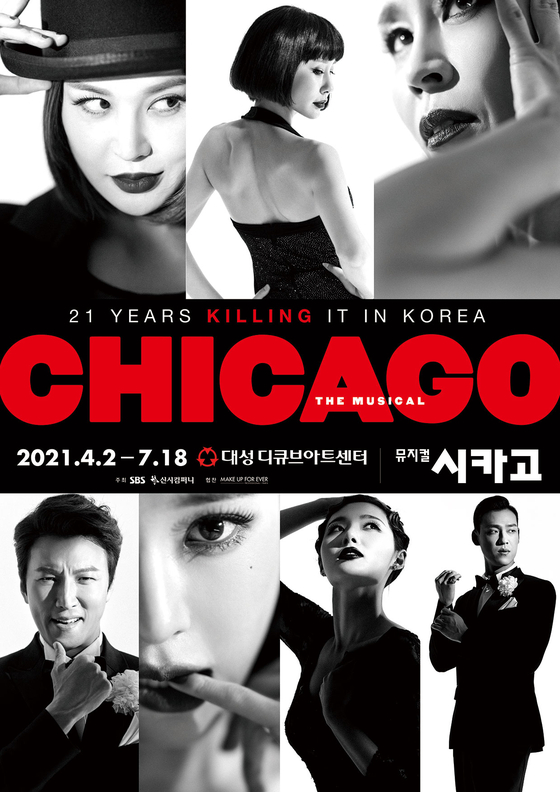 21 YEARS KILLING IT IN KOREA
CHICAGO
THE MUSICAL
2021.4.2–7.18 대성 디큐브아트센터
뮤지컬 시카고
주최 SBS 신시컴퍼니 협찬 MAKE UP FOR EVER